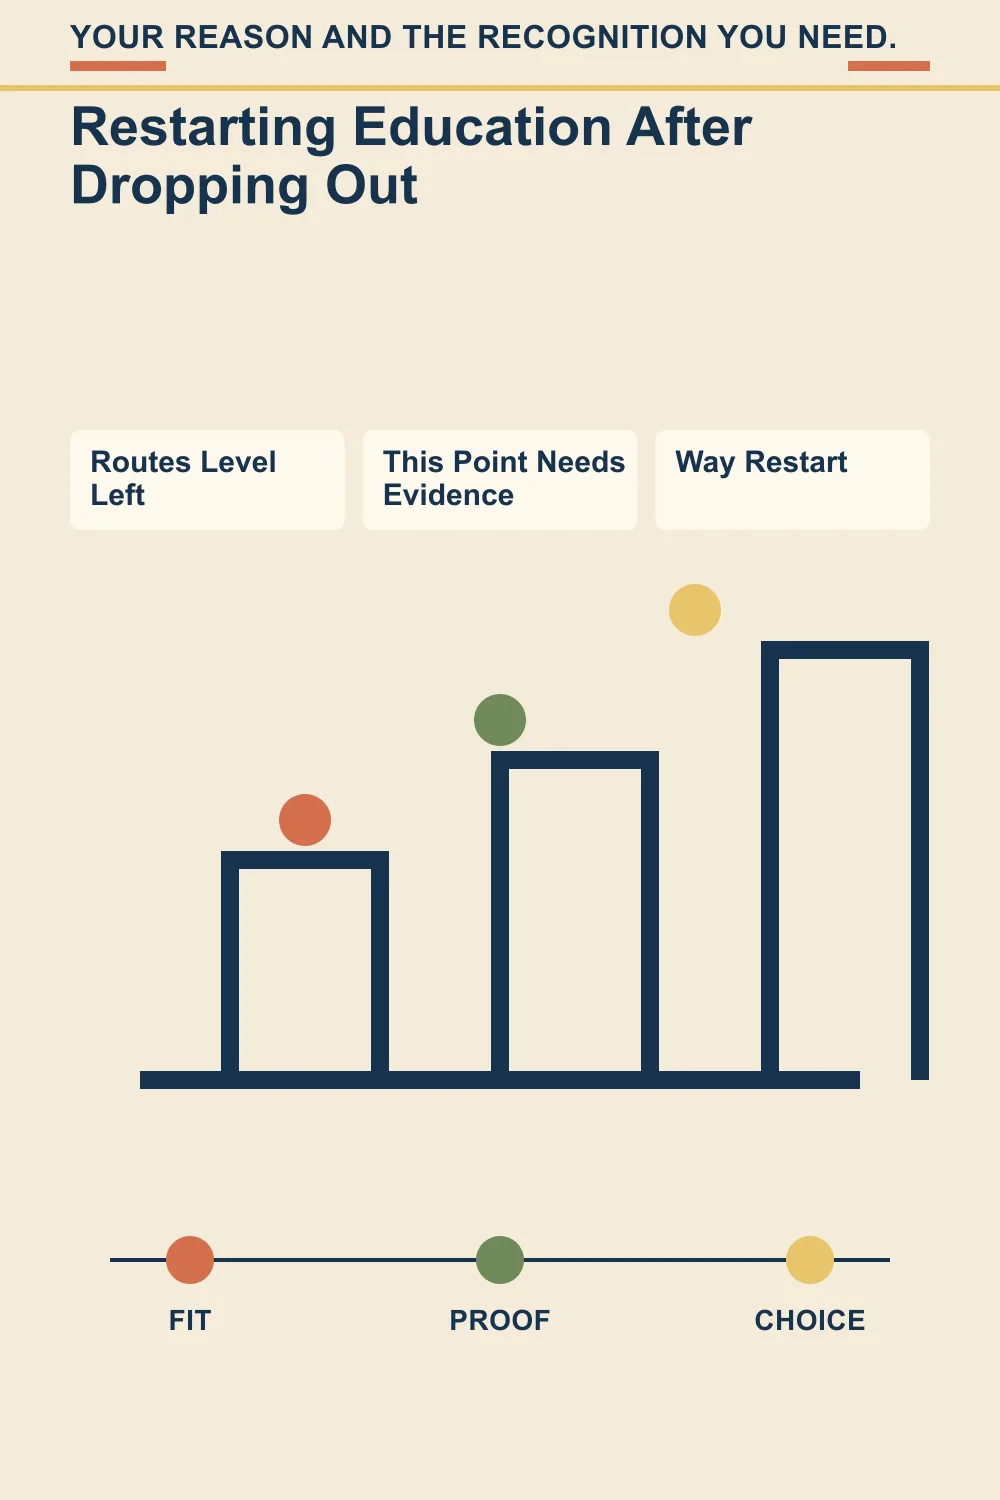 YOUR REASON AND THE RECOGNITION YOU NEED.
Restarting Education After
Dropping Out
Routes Level
Left
This Point Needs
Evidence
Way Restart
FIT
PROOF
CHOICE